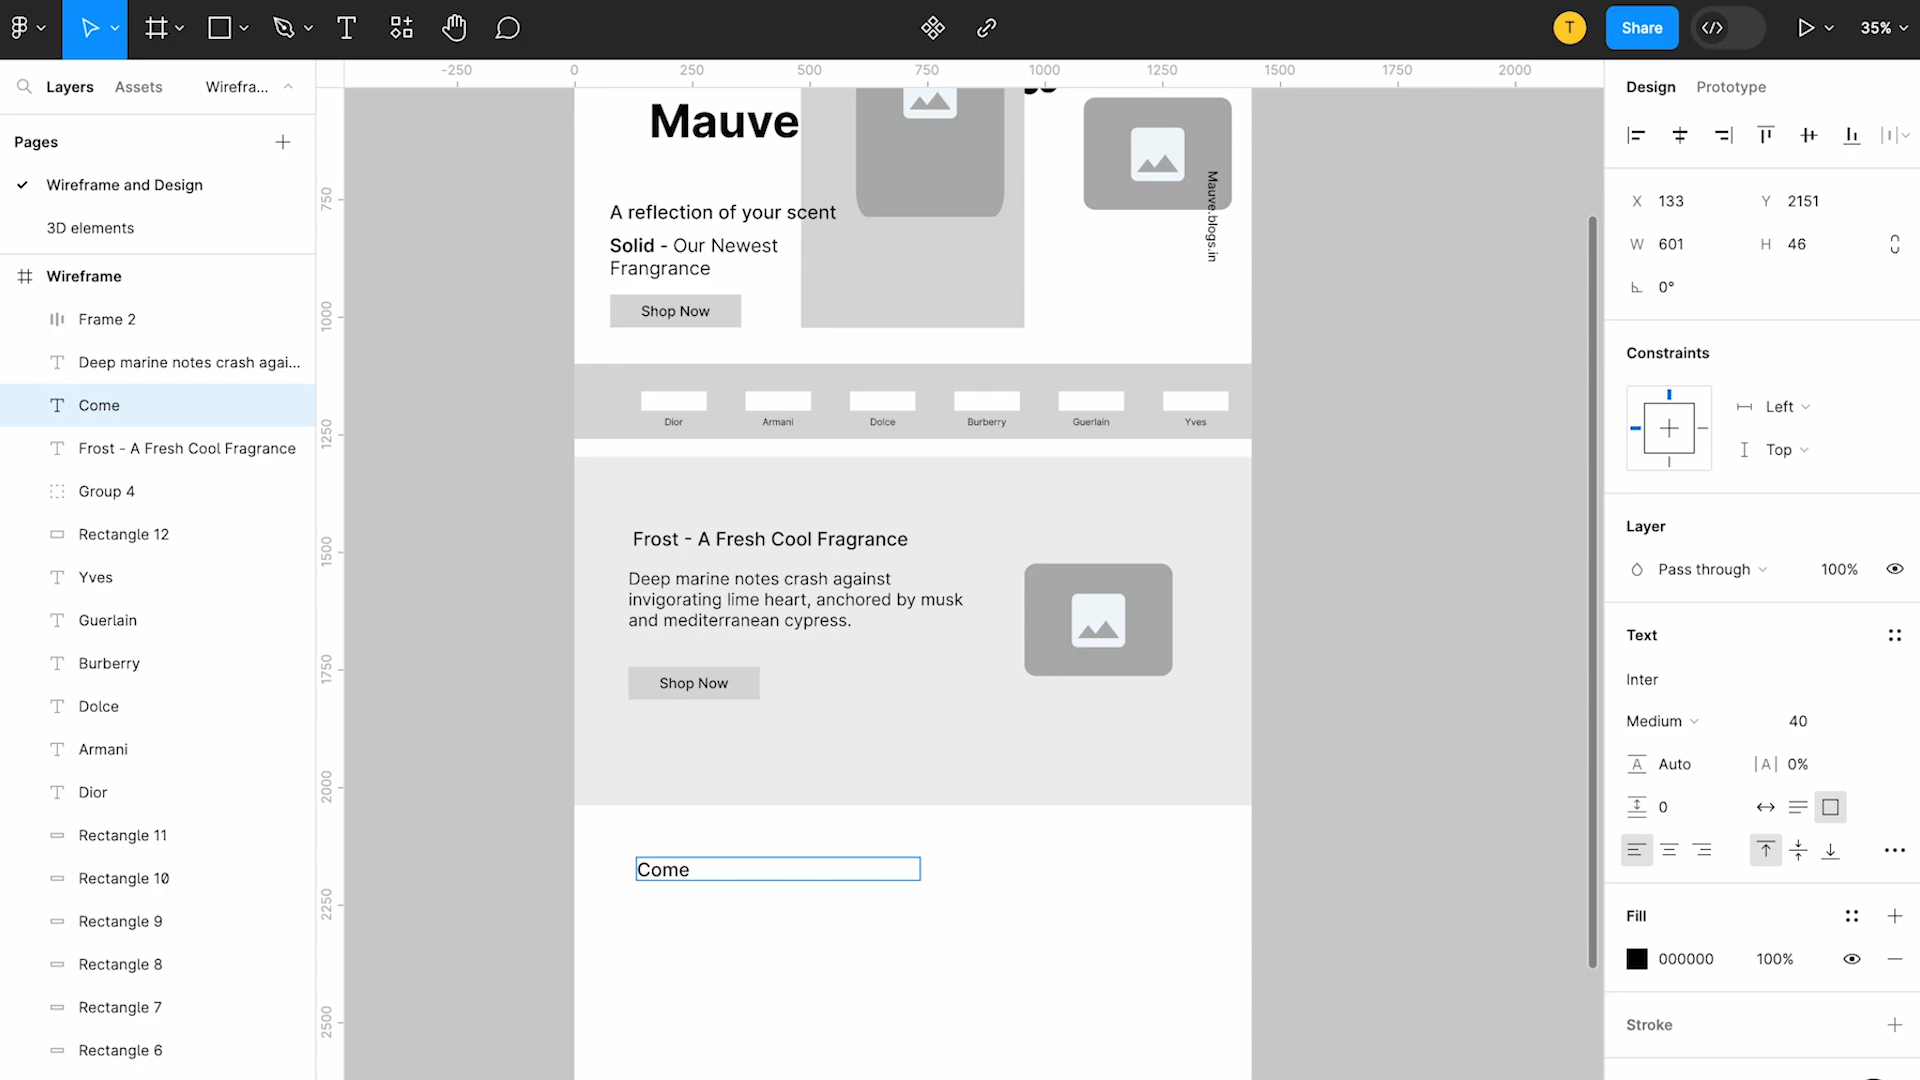 T
Share
35%
Layers
Assets
Wirefra...
Pages
Wireframe and Design
3D elements
Wireframe
Frame 2
Deep marine notes crash agai...
Come
Frost - A Fresh Cool Fragrance
Group 4
Rectangle 12
Yves
Guerlain
Burberry
Dolce
Armani
Dior
Rectangle 11
Rectangle 10
Rectangle 9
Rectangle 8
Rectangle 7
Rectangle 6
-250
0
250
500
750
1000
1250
1500
1750
2000
750
1000
1250
1500
1750
2000
2250
2500
Mauve
A reflection of your scent
Solid - Our Newest
Frangrance
Shop Now
Mauve.blogs.in
Dior
Armani
Dolce
Burberry
Guerlain
Yves
Frost - A Fresh Cool Fragrance
Deep marine notes crash against
invigorating lime heart, anchored by musk
and mediterranean cypress.
Shop Now
Come
Design
Prototype
X 133
Y 2151
W 601
H 46
0°
Constraints
Left
Top
Layer
Pass through
100%
Text
Inter
Medium
40
A Auto
|A| 0%
0
Fill
000000
100%
Stroke